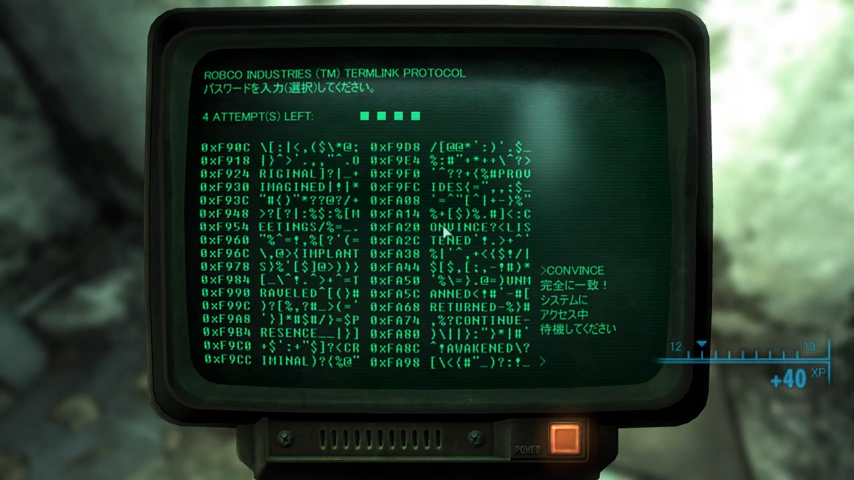 ROBCO INDUSTRIES (TM) TERMLINK PROTOCOL
パスワードを入力(選択)してください。
4 ATTEMPT(S) LEFT:
0xF90C \[:|<,($\*@; 0xF9D8 /[@@*':)'.$_
0xF918 |}^>'.,,"^.O 0xF9E4 %:#"+*++\^?>
0xF924 RIGINAL]?|_+ 0xF9F0 '^??+{%#PROV
0xF930 IMAGINED|!|* 0xF9FC IDES{=",,:$_
0xF93C "#{)"*??@?/+ 0xFA08 '=^"[^|+-}%"
0xF948 >?[?|:%$:%[M 0xFA14 %+[$)%.#]<:C
0xF954 EETINGS/%=_. 0xFA20 ONVINCE?<LIS
0xF960 "%^=!,%[?'(= 0xFA2C TENED'!.>+^-
0xF96C \,@>{IMPLANT 0xFA38 %|'^,+<{$!/|
0xF978 S}%'[$]@>))} 0xFA44 $[$,[:,-!#)*
0xF984 [_\^!.^>+^=T 0xFA50 '%\=).@=)UNM
0xF990 RAVELED^[()# 0xFA5C ANNED<!#'-#[
0xF99C )?[%,?#_>(=' 0xFA68 RETURNED-%}#
0xF9A8 '}]*#$#/}=$P 0xFA74 ,%?CONTINUE-
0xF9B4 RESENCE__|}] 0xFA80 )\||}:"}*|#'
0xF9C0 +$':+"$]?<CR 0xFA8C ^!AWAKENED\?
0xF9CC IMINAL)?{%@" 0xFA98 [\<{#"_)?:!_
>CONVINCE
完全に一致！
システムに
アクセス中
待機してください
>
12 13
+40 XP
POWER